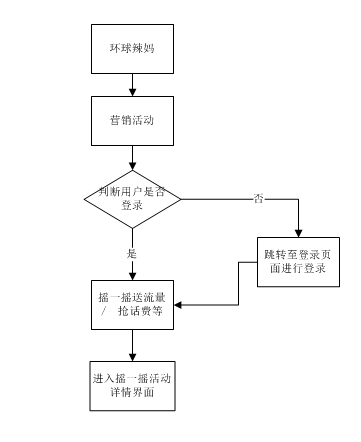 环球辣妈
营销活动
判断用户是否
登录
否
是
跳转至登录页
面进行登录
摇一摇送流量
/ 抢话费等
进入摇一摇活动
详情界面